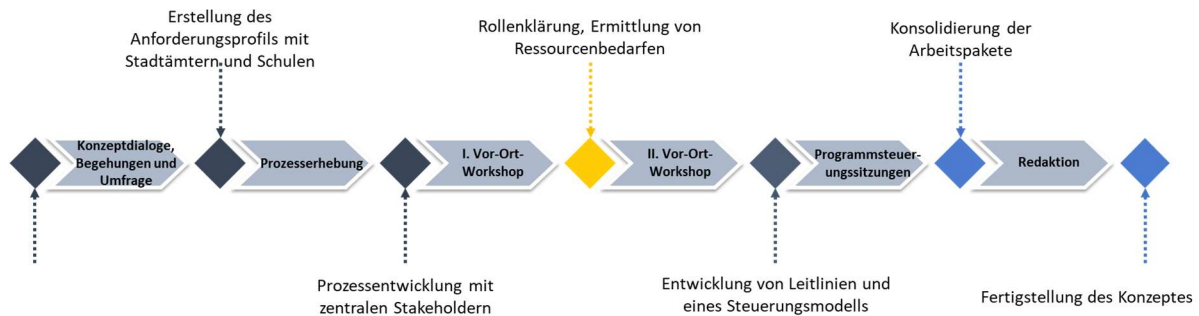 Erstellung des
Anforderungsprofils mit
Stadtämtern und Schulen
Rollenklärung, Ermittlung von
Ressourcenbedarfen
Konsolidierung der
Arbeitspakete
Konzeptdialoge,
Begehungen und
Umfrage
Prozesserhebung
I. Vor-Ort-
Workshop
II. Vor-Ort-
Workshop
Programmsteuer-
ungssitzungen
Redaktion
Prozessentwicklung mit
zentralen Stakeholdern
Entwicklung von Leitlinien und
eines Steuerungsmodells
Fertigstellung des Konzeptes